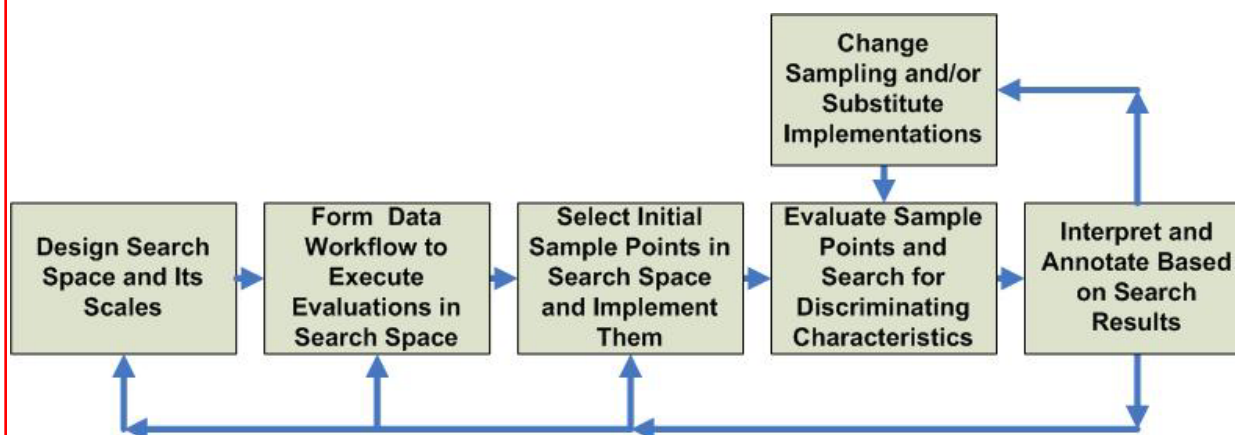 Change
Sampling and/or
Substitute
Implementations
Design Search
Space and Its
Scales
Form Data
Workflow to
Execute
Evaluations in
Search Space
Select Initial
Sample Points in
Search Space
and Implement
Them
Evaluate Sample
Points and
Search for
Discriminating
Characteristics
Interpret and
Annotate Based
on Search
Results